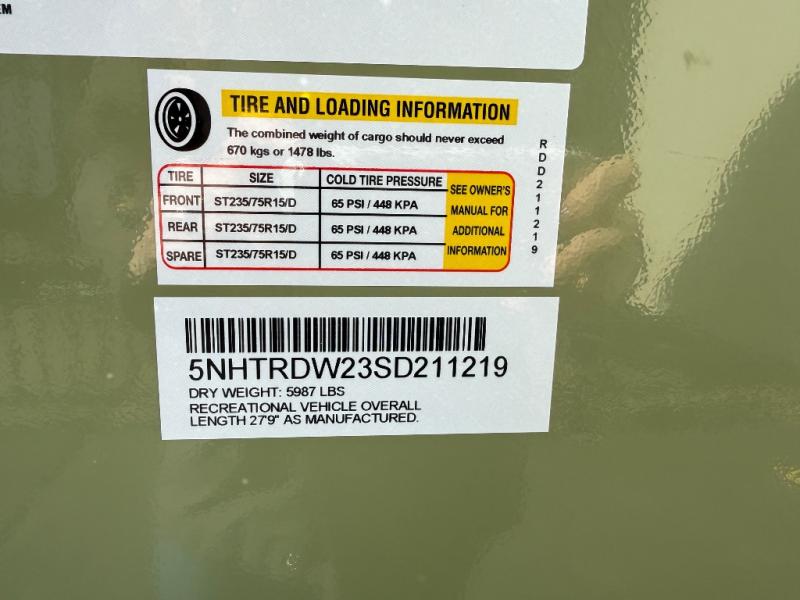 EM
TIRE AND LOADING INFORMATION
The combined weight of cargo should never exceed
670 kgs or 1478 lbs.
TIRE SIZE COLD TIRE PRESSURE SEE OWNER'S
FRONT ST235/75R15/D 65 PSI / 448 KPA MANUAL FOR
REAR ST235/75R15/D 65 PSI / 448 KPA ADDITIONAL
SPARE ST235/75R15/D 65 PSI / 448 KPA INFORMATION
RDD211219
5NHTRDW23SD211219
DRY WEIGHT: 5987 LBS
RECREATIONAL VEHICLE OVERALL
LENGTH 27'9" AS MANUFACTURED.